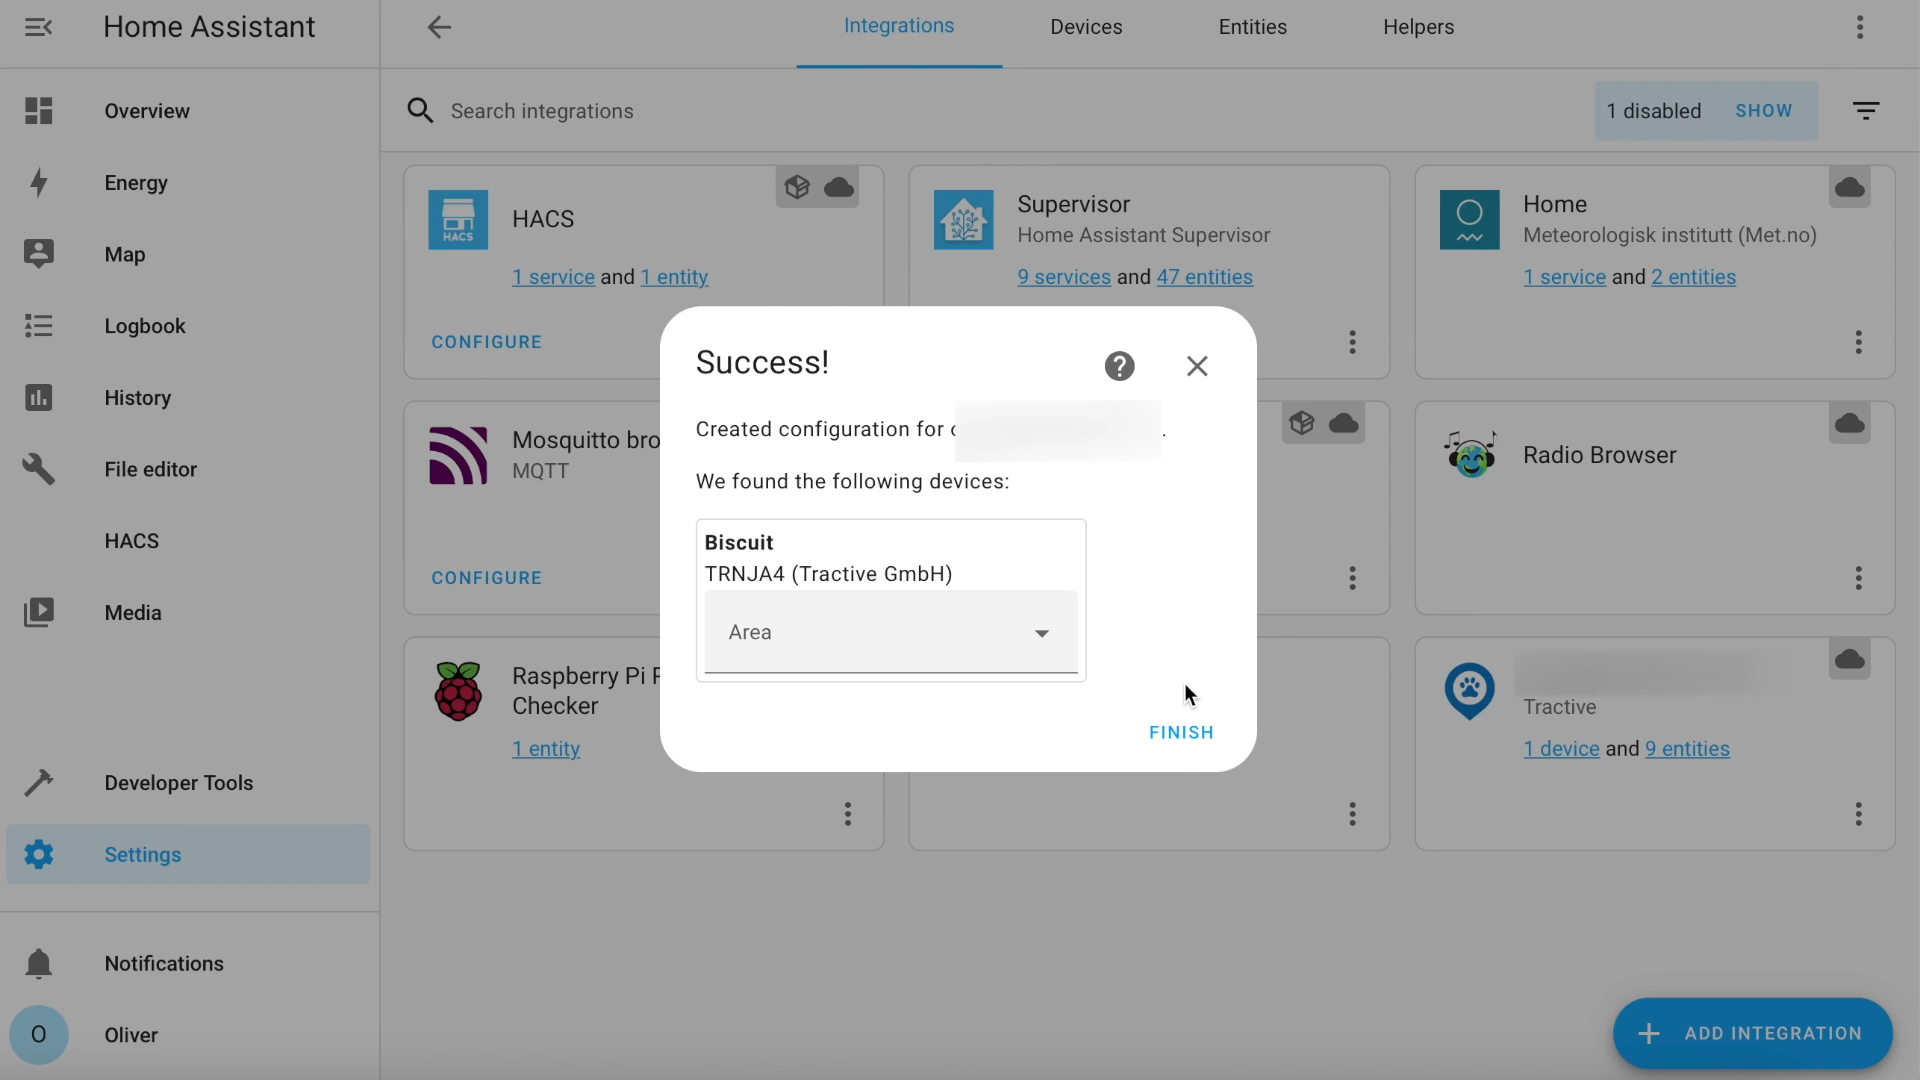 Home Assistant
Integrations
Devices
Entities
Helpers
Overview
Energy
Map
Logbook
History
File editor
HACS
Media
Developer Tools
Settings
Notifications
O
Oliver
Search integrations
1 disabled
SHOW
HACS
HACS
1 service and 1 entity
CONFIGURE
Supervisor
Home Assistant Supervisor
9 services and 47 entities
Home
Meteorologisk institutt (Met.no)
1 service and 2 entities
Mosquitto bro
MQTT
CONFIGURE
Radio Browser
Raspberry Pi
Checker
1 entity
Tractive
1 device and 9 entities
Success!
Created configuration for
.
We found the following devices:
Biscuit
TRNJA4 (Tractive GmbH)
Area
FINISH
ADD INTEGRATION